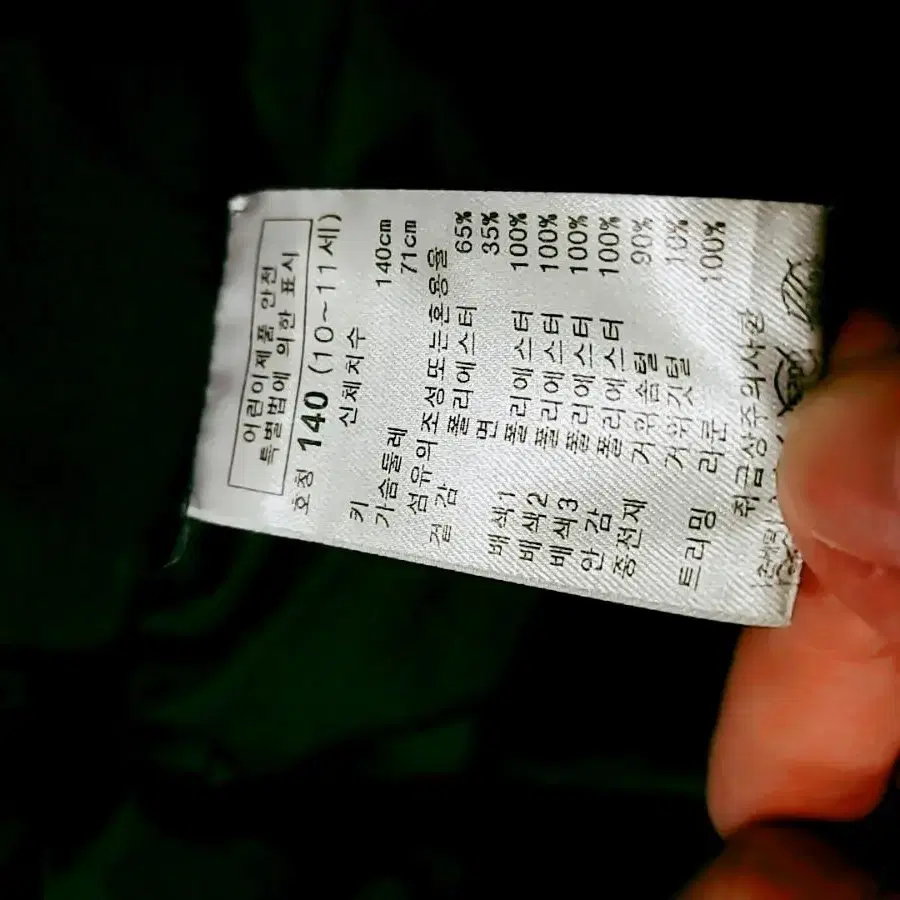 어린이제품 안전
특별법에 의한 표시
호칭 140 (10~11세)
신체치수
키 140cm
가슴둘레 71cm
섬유의 조성또는혼용율
겉감 폴리에스터 65%
면 35%
배색1 폴리에스터 100%
배색2 폴리에스터 100%
배색3 폴리에스터 100%
안감 폴리에스터 100%
충전재 거위솜털 90%
거위깃털 10%
트리밍 라쿤 100%
취급상주의사항